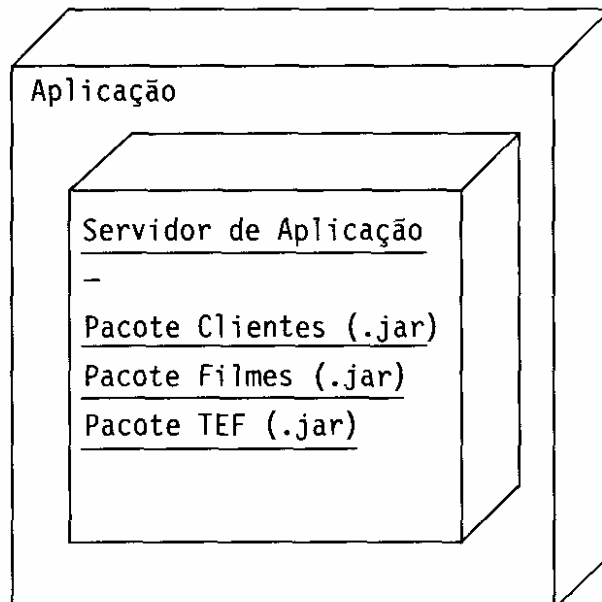 Aplicação
Servidor de Aplicação
–
Pacote Clientes (.jar)
Pacote Filmes (.jar)
Pacote TEF (.jar)